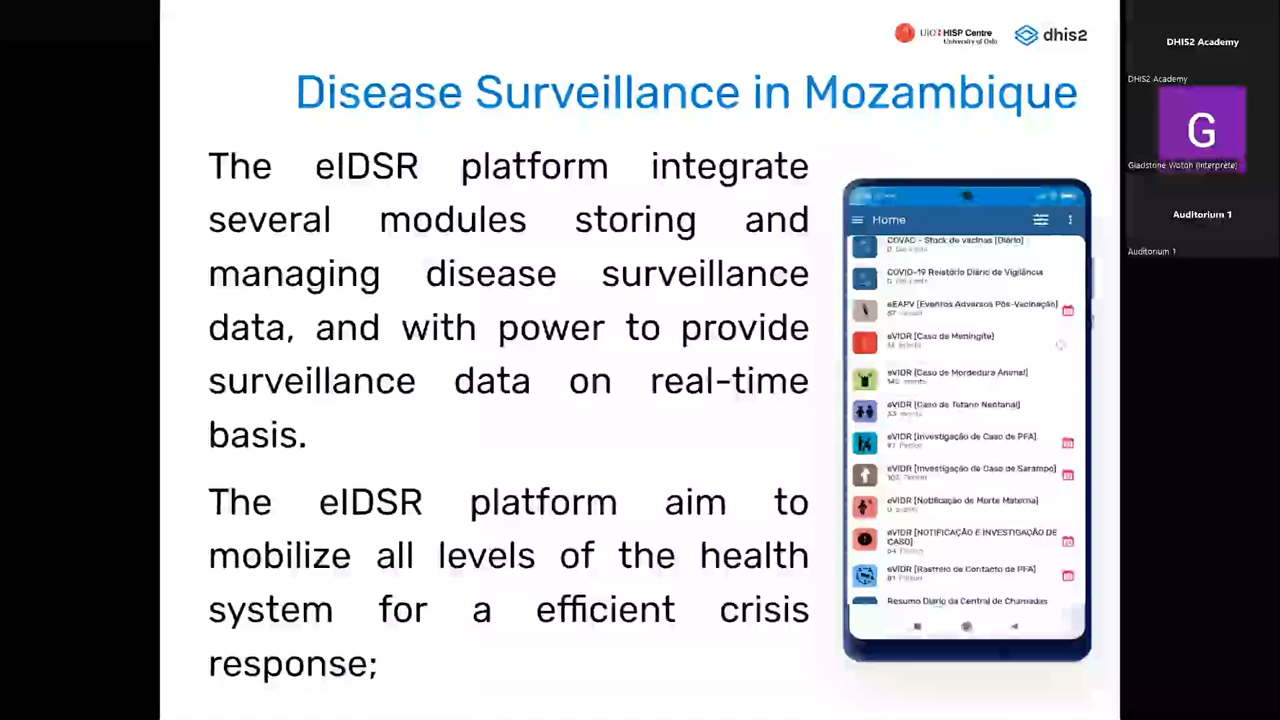 UiO HISP Centre
University of Oslo
dhis2
Disease Surveillance in Mozambique
The eIDSR platform integrate
several modules storing and
managing disease surveillance
data, and with power to provide
surveillance data on real-time
basis.
The eIDSR platform aim to
mobilize all levels of the health
system for a efficient crisis
response;
Home
COVAC - Stock de vacinas [Diário]
COVID-19 Relatório Diário de Vigilância
eEAPV [Eventos Adversos Pós-Vacinação]
eVIDR [Caso de Meningite]
eVIDR [Caso de Mordedura Animal]
eVIDR [Caso de Tétano Neonatal]
eVIDR [Investigação de Caso de PFA]
eVIDR [Investigação de Caso de Sarampo]
eVIDR [Notificação de Morte Materna]
eVIDR [NOTIFICAÇÃO E INVESTIGAÇÃO DE
CASO]
eVIDR [Rastreio de Contacto de PFA]
Resumo Diario da Central de Chamadas
DHIS2 Academy
DHIS2 Academy
G
Gladstone Wotoh (Interprète)
Auditorium 1
Auditorium 1